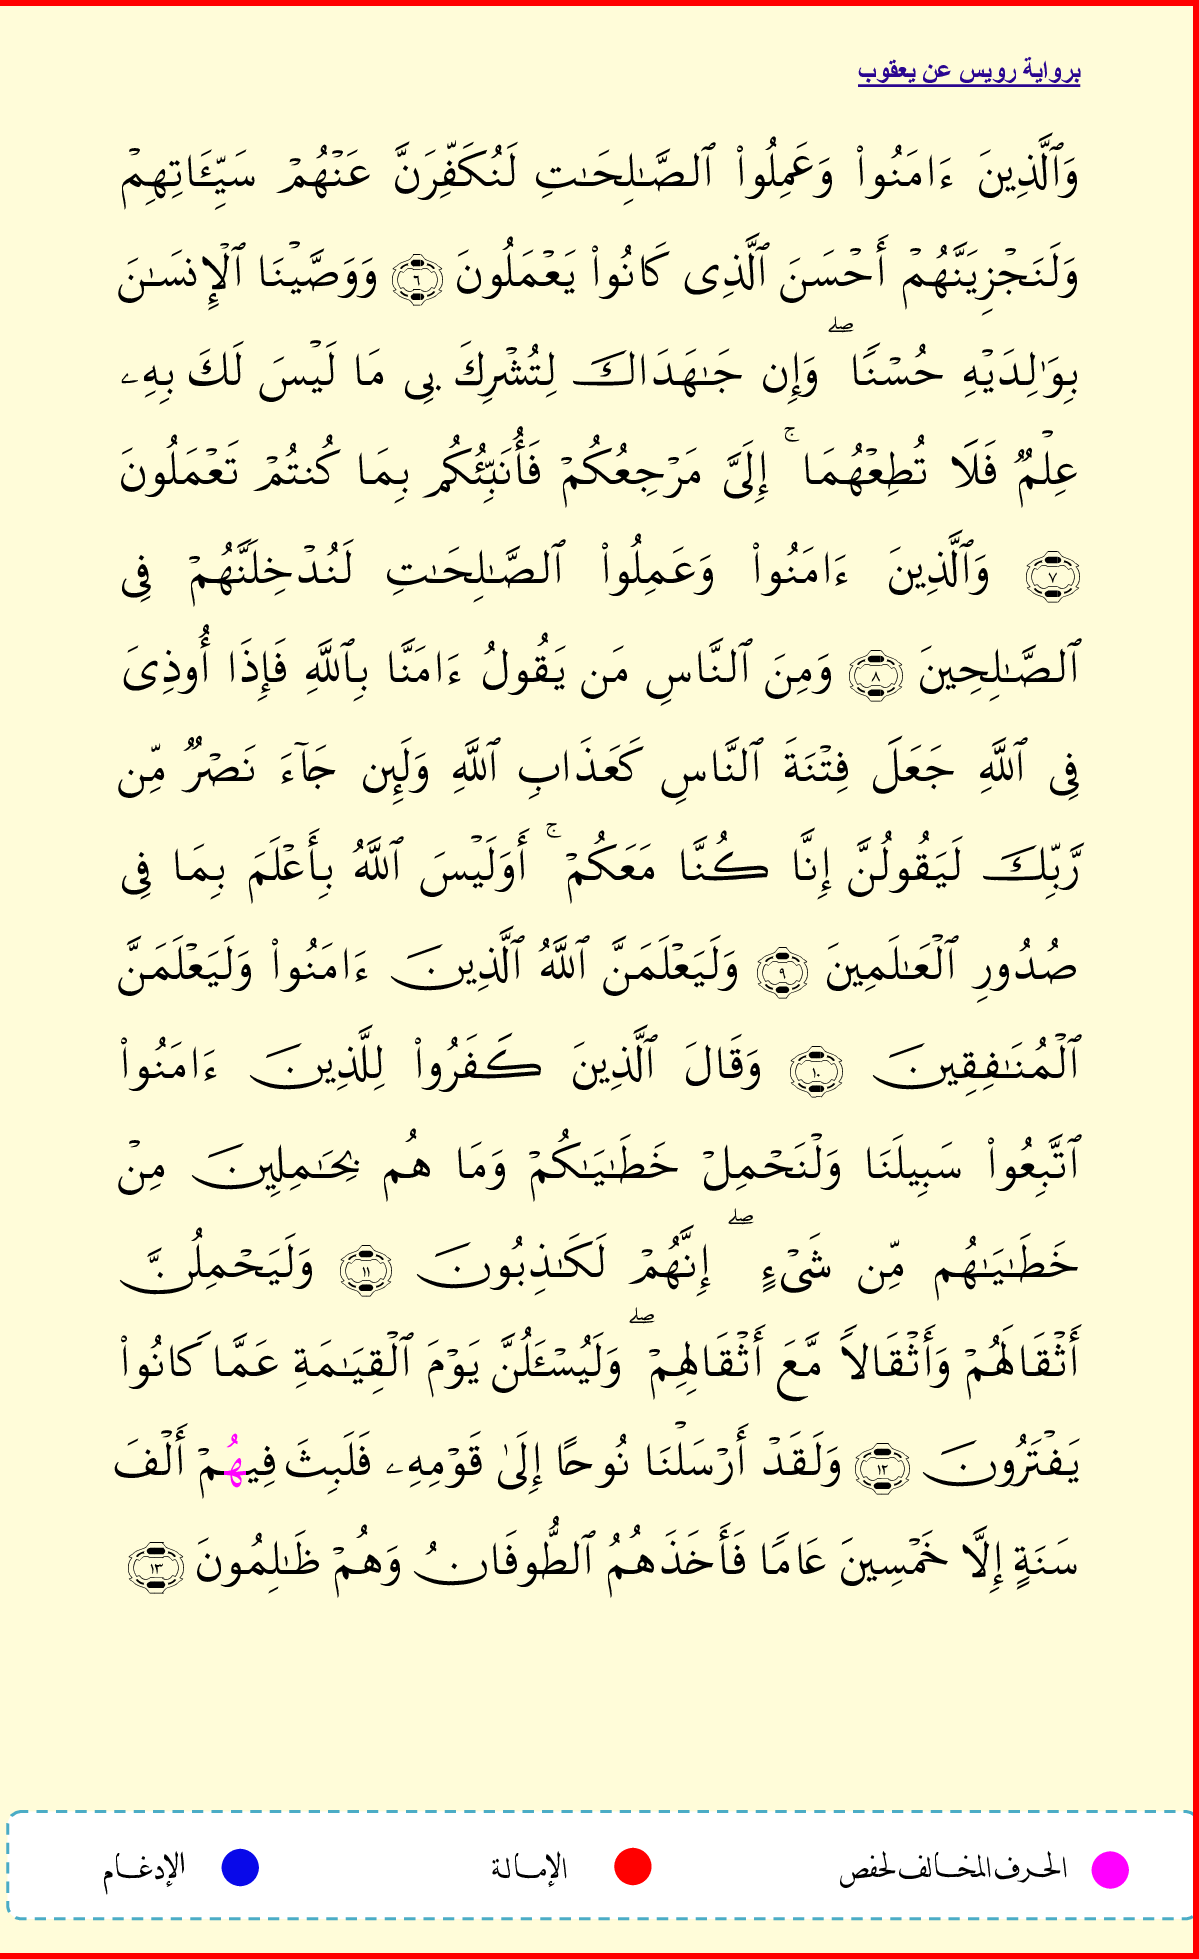 برواية رويس عن يعقوب
وَٱلَّذِينَ ءَامَنُوا۟ وَعَمِلُوا۟ ٱلصَّـٰلِحَـٰتِ لَنُكَفِّرَنَّ عَنْهُمْ سَيِّـَٔاتِهِمْ
وَلَنَجْزِيَنَّهُمْ أَحْسَنَ ٱلَّذِى كَانُوا۟ يَعْمَلُونَ ٦ وَوَصَّيْنَا ٱلْإِنسَـٰنَ
بِوَٰلِدَيْهِ حُسْنًا ۖ وَإِن جَـٰهَدَاكَ لِتُشْرِكَ بِى مَا لَيْسَ لَكَ بِهِۦ
عِلْمٌ فَلَا تُطِعْهُمَا ۚ إِلَىَّ مَرْجِعُكُمْ فَأُنَبِّئُكُم بِمَا كُنتُمْ تَعْمَلُونَ
٧ وَٱلَّذِينَ ءَامَنُوا۟ وَعَمِلُوا۟ ٱلصَّـٰلِحَـٰتِ لَنُدْخِلَنَّهُمْ فِى
ٱلصَّـٰلِحِينَ ٨ وَمِنَ ٱلنَّاسِ مَن يَقُولُ ءَامَنَّا بِٱللَّهِ فَإِذَا أُوذِىَ
فِى ٱللَّهِ جَعَلَ فِتْنَةَ ٱلنَّاسِ كَعَذَابِ ٱللَّهِ وَلَئِن جَآءَ نَصْرٌ مِّن
رَّبِّكَ لَيَقُولُنَّ إِنَّا كُنَّا مَعَكُمْ ۚ أَوَلَيْسَ ٱللَّهُ بِأَعْلَمَ بِمَا فِى
صُدُورِ ٱلْعَـٰلَمِينَ ٩ وَلَيَعْلَمَنَّ ٱللَّهُ ٱلَّذِينَ ءَامَنُوا۟ وَلَيَعْلَمَنَّ
ٱلْمُنَـٰفِقِينَ ١٠ وَقَالَ ٱلَّذِينَ كَفَرُوا۟ لِلَّذِينَ ءَامَنُوا۟
ٱتَّبِعُوا۟ سَبِيلَنَا وَلْنَحْمِلْ خَطَـٰيَـٰكُمْ وَمَا هُم بِحَـٰمِلِينَ مِنْ
خَطَـٰيَـٰهُم مِّن شَىْءٍ ۖ إِنَّهُمْ لَكَـٰذِبُونَ ١١ وَلَيَحْمِلُنَّ
أَثْقَالَهُمْ وَأَثْقَالًا مَّعَ أَثْقَالِهِمْ ۖ وَلَيُسْـَٔلُنَّ يَوْمَ ٱلْقِيَـٰمَةِ عَمَّا كَانُوا۟
يَفْتَرُونَ ١٢ وَلَقَدْ أَرْسَلْنَا نُوحًا إِلَىٰ قَوْمِهِۦ فَلَبِثَ فِيهُمْ أَلْفَ
سَنَةٍ إِلَّا خَمْسِينَ عَامًا فَأَخَذَهُمُ ٱلطُّوفَانُ وَهُمْ ظَـٰلِمُونَ ١٣
الحرف المخالف لحفص
الإمالة
الإدغام